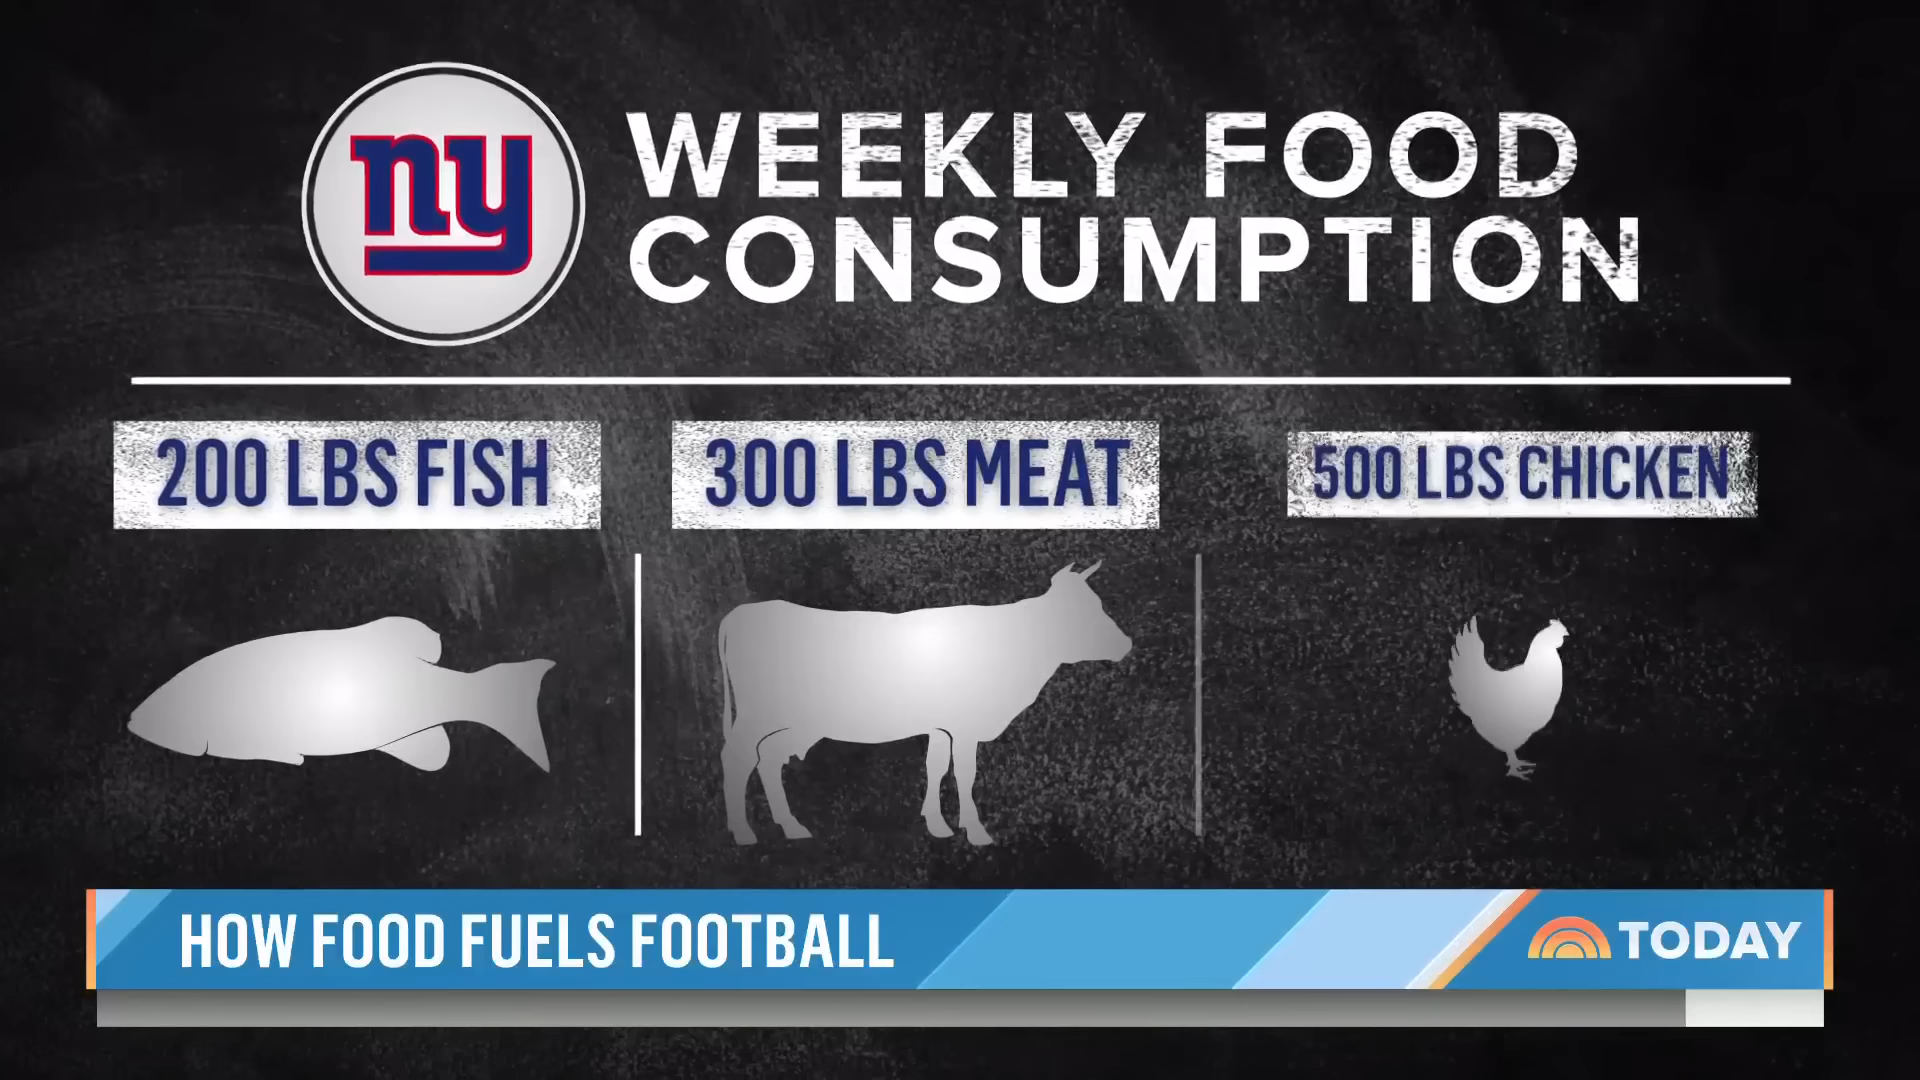 ny
WEEKLY FOOD
CONSUMPTION
200 LBS FISH
300 LBS MEAT
500 LBS CHICKEN
HOW FOOD FUELS FOOTBALL
TODAY